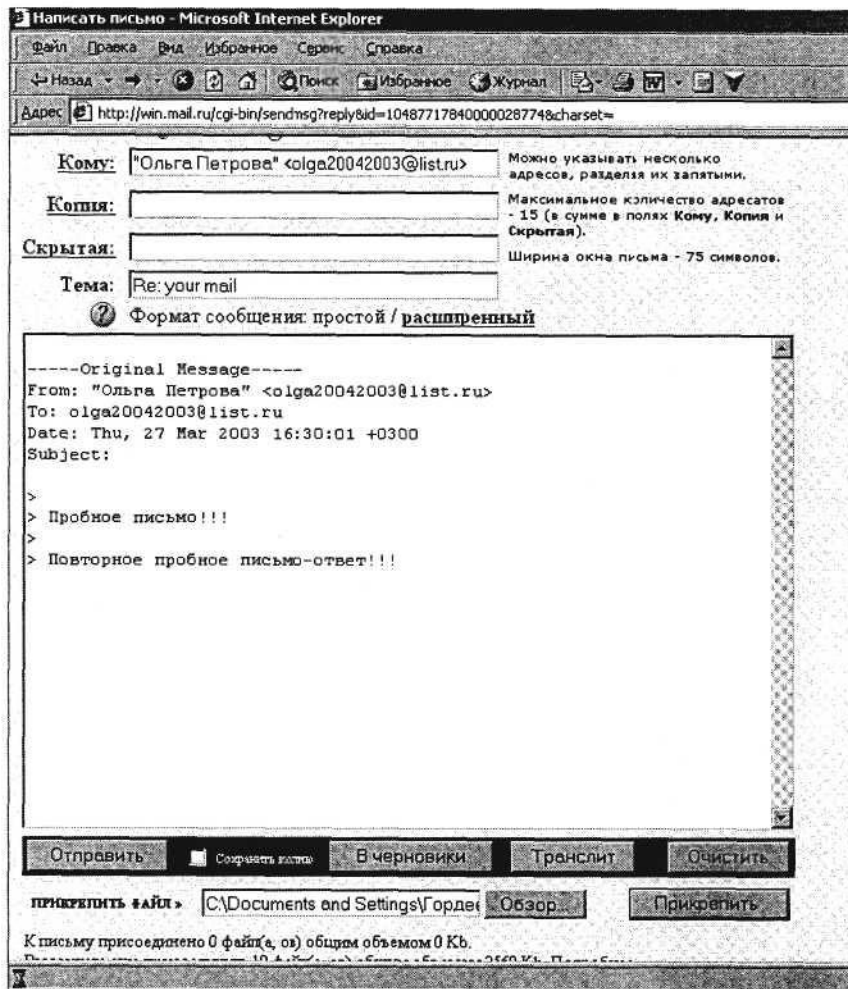 Написать письмо - Microsoft Internet Explorer
Файл Правка Вид Избранное Сервис Справка
Назад Поиск Избранное Журнал
Адрес http://win.mail.ru/cgi-bin/sendmsg?reply&id=10487717840000028774&charset=
Кому: "Ольга Петрова" <olga20042003@list.ru>
Можно указывать несколько
адресов, разделяя их запятыми.
Копия:
Максимальное количество адресатов
- 15 (в сумме в полях Кому, Копия и
Скрытая).
Скрытая:
Ширина окна письма - 75 символов.
Тема: Re: your mail
Формат сообщения: простой / расширенный
-----Original Message-----
From: "Ольга Петрова" <olga20042003@list.ru>
To: olga20042003@list.ru
Date: Thu, 27 Mar 2003 16:30:01 +0300
Subject:
>
> Пробное письмо!!!
>
> Повторное пробное письмо-ответ!!!
Отправить Сохранить копию В черновики Транслит Очистить
ПРИКРЕПИТЬ ФАЙЛ » C:\Documents and Settings\Гордее Обзор... Прикрепить
К письму присоединено 0 файл(а, ов) общим объемом 0 Kb.